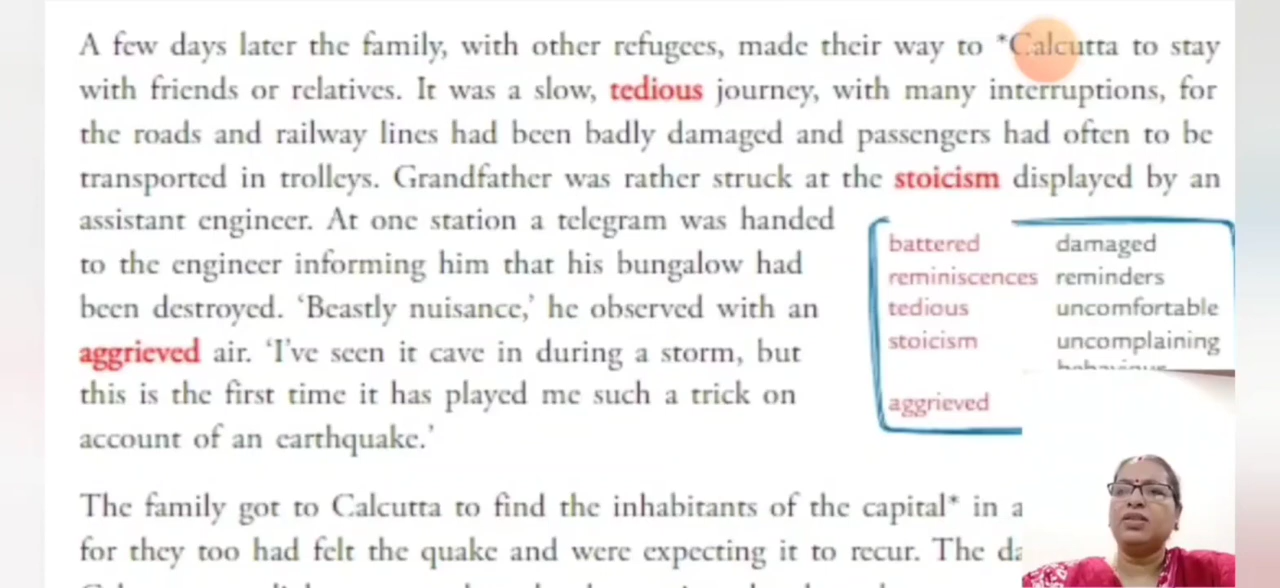 A few days later the family, with other refugees, made their way to *Calcutta to stay
with friends or relatives. It was a slow, tedious journey, with many interruptions, for
the roads and railway lines had been badly damaged and passengers had often to be
transported in trolleys. Grandfather was rather struck at the stoicism displayed by an
assistant engineer. At one station a telegram was handed
to the engineer informing him that his bungalow had
been destroyed. ‘Beastly nuisance,’ he observed with an
aggrieved air. ‘I’ve seen it cave in during a storm, but
this is the first time it has played me such a trick on
account of an earthquake.’
battered damaged
reminiscences reminders
tedious uncomfortable
stoicism uncomplaining
aggrieved
The family got to Calcutta to find the inhabitants of the capital* in a
for they too had felt the quake and were expecting it to recur. The